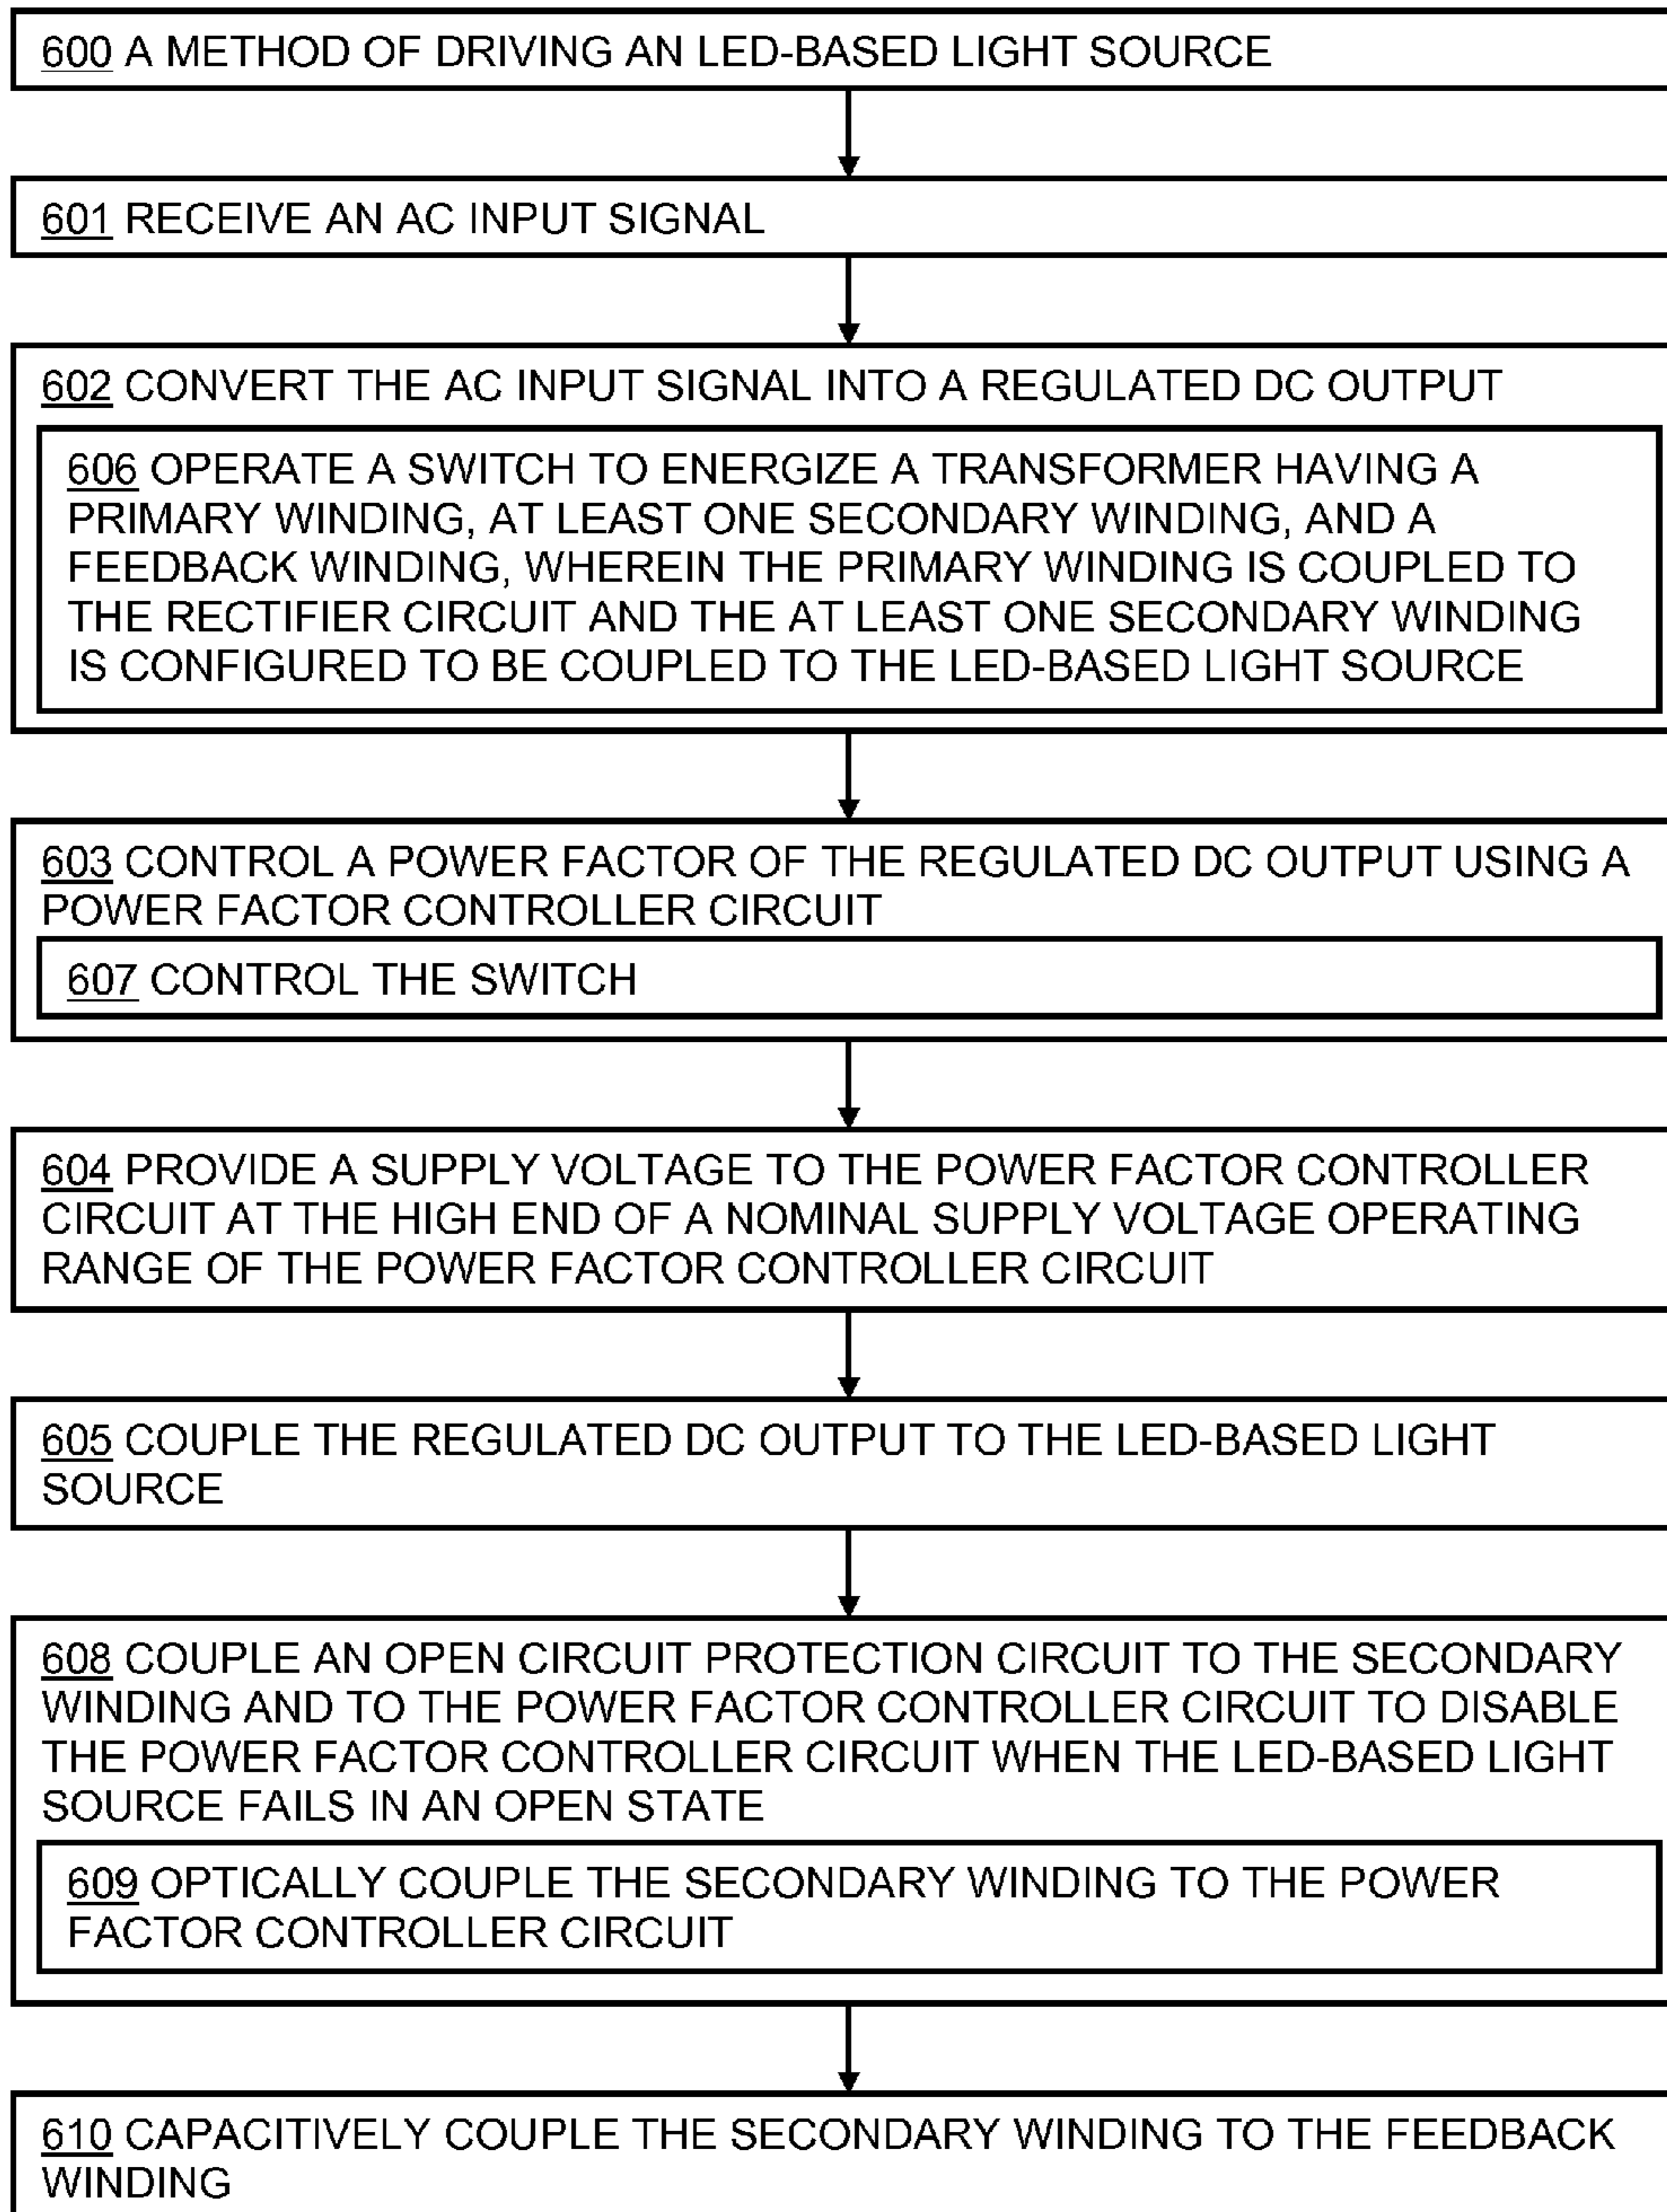 600 A METHOD OF DRIVING AN LED-BASED LIGHT SOURCE
601 RECEIVE AN AC INPUT SIGNAL
602 CONVERT THE AC INPUT SIGNAL INTO A REGULATED DC OUTPUT
606 OPERATE A SWITCH TO ENERGIZE A TRANSFORMER HAVING A
PRIMARY WINDING, AT LEAST ONE SECONDARY WINDING, AND A
FEEDBACK WINDING, WHEREIN THE PRIMARY WINDING IS COUPLED TO
THE RECTIFIER CIRCUIT AND THE AT LEAST ONE SECONDARY WINDING
IS CONFIGURED TO BE COUPLED TO THE LED-BASED LIGHT SOURCE
603 CONTROL A POWER FACTOR OF THE REGULATED DC OUTPUT USING A
POWER FACTOR CONTROLLER CIRCUIT
607 CONTROL THE SWITCH
604 PROVIDE A SUPPLY VOLTAGE TO THE POWER FACTOR CONTROLLER
CIRCUIT AT THE HIGH END OF A NOMINAL SUPPLY VOLTAGE OPERATING
RANGE OF THE POWER FACTOR CONTROLLER CIRCUIT
605 COUPLE THE REGULATED DC OUTPUT TO THE LED-BASED LIGHT
SOURCE
608 COUPLE AN OPEN CIRCUIT PROTECTION CIRCUIT TO THE SECONDARY
WINDING AND TO THE POWER FACTOR CONTROLLER CIRCUIT TO DISABLE
THE POWER FACTOR CONTROLLER CIRCUIT WHEN THE LED-BASED LIGHT
SOURCE FAILS IN AN OPEN STATE
609 OPTICALLY COUPLE THE SECONDARY WINDING TO THE POWER
FACTOR CONTROLLER CIRCUIT
610 CAPACITIVELY COUPLE THE SECONDARY WINDING TO THE FEEDBACK
WINDING